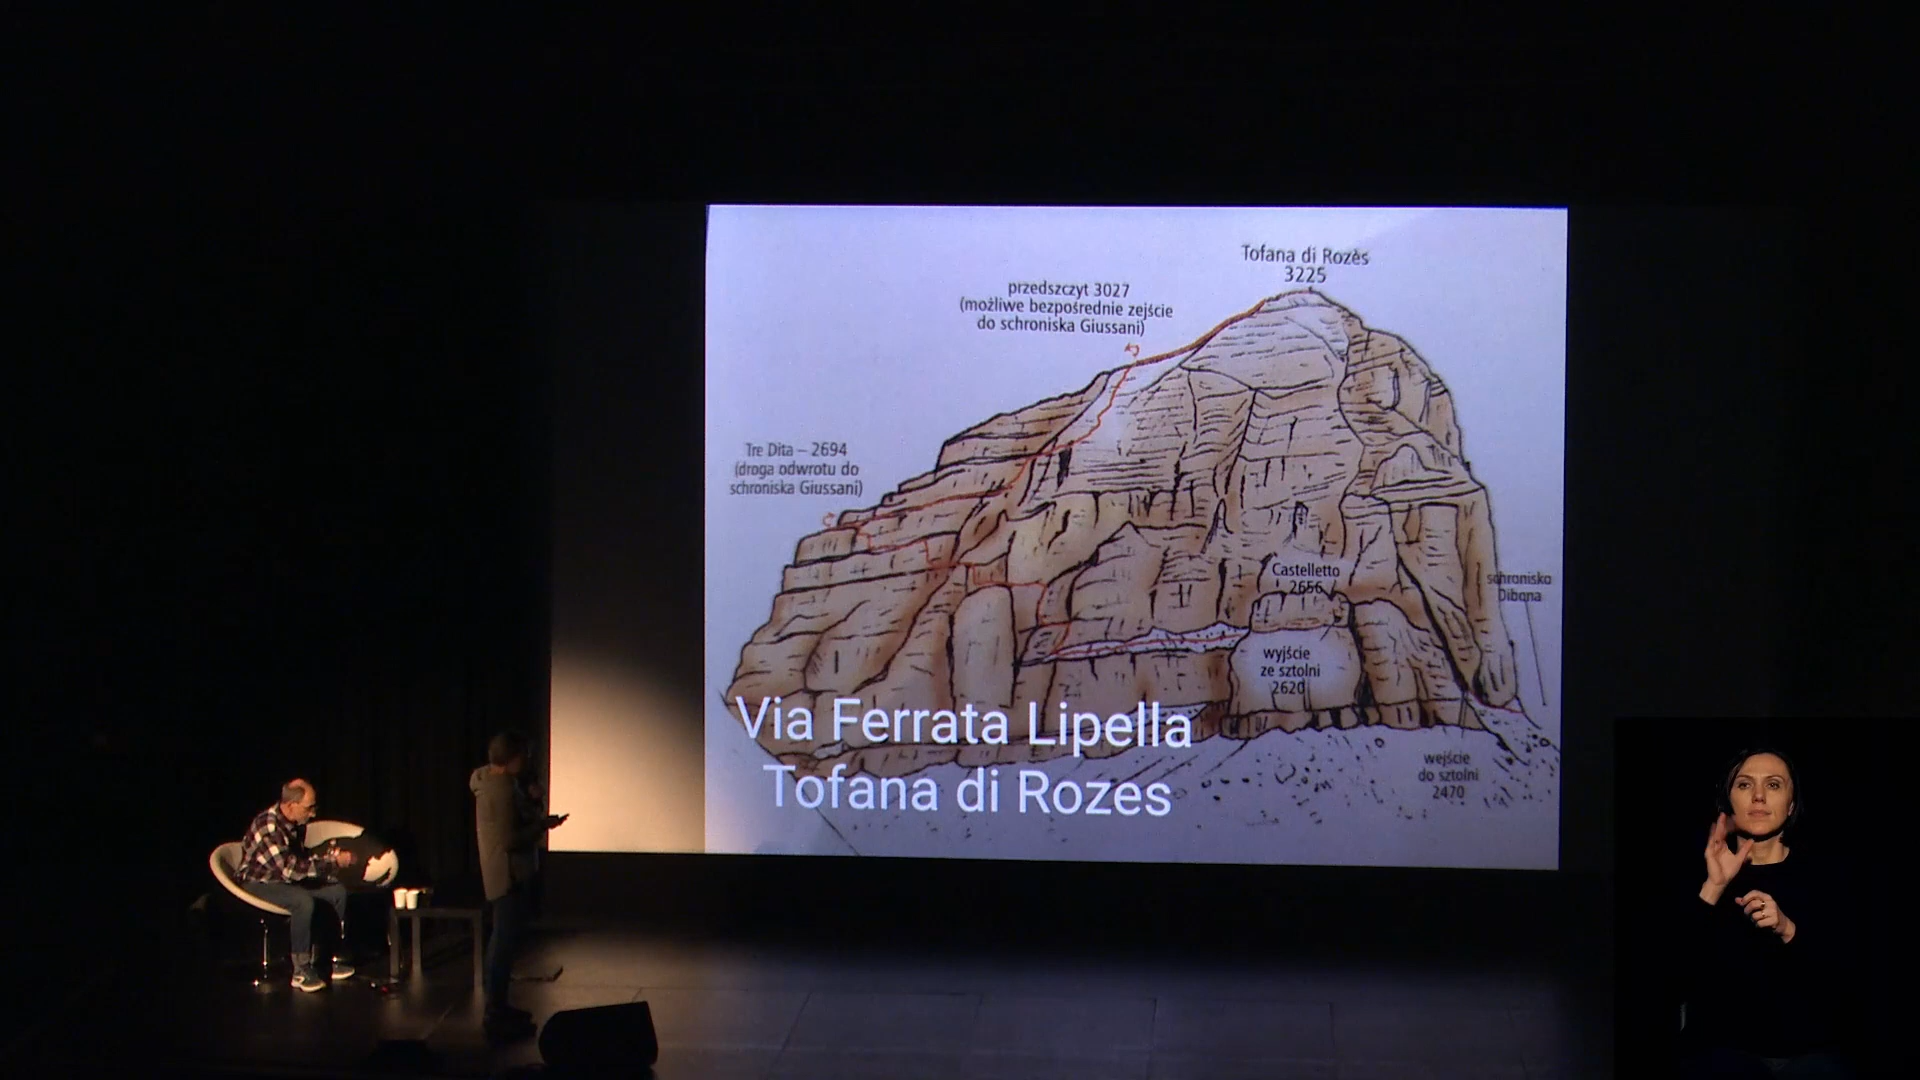 Tofana di Rozès
3225
przedszczyt 3027
(możliwe bezpośrednie zejście
do schroniska Giussani)
Tre Dita – 2694
(droga odwrotu do
schroniska Giussani)
Castelletto
2656
schronisko
Dibona
wyjście
ze sztolni
2620
Via Ferrata Lipella
Tofana di Rozes
wejście
do sztolni
2470